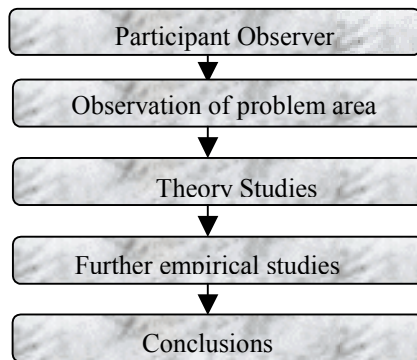 Participant Observer
Observation of problem area
Theory Studies
Further empirical studies
Conclusions